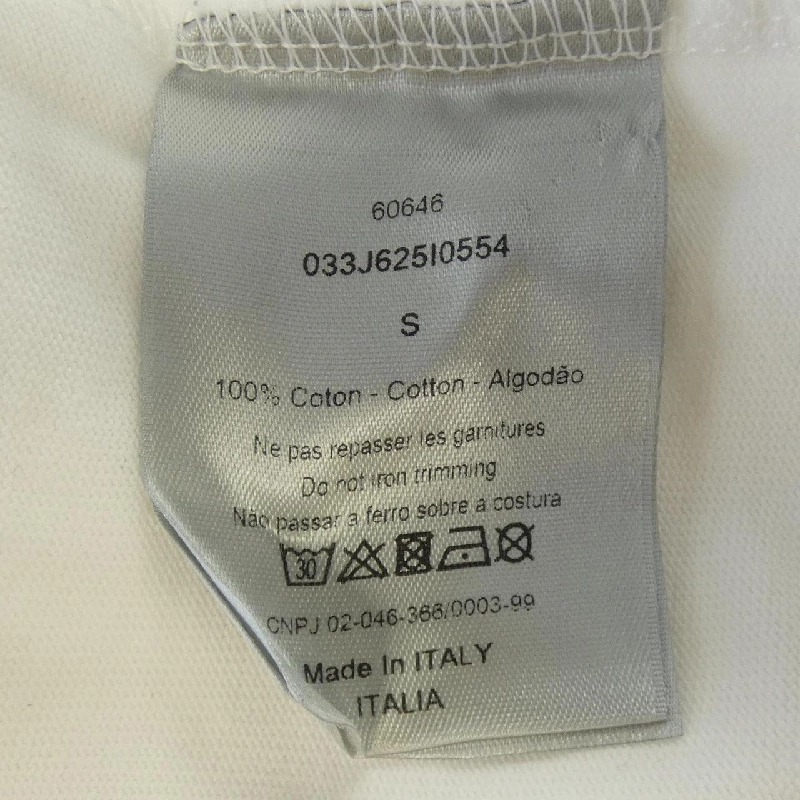 60646
033J625I0554
S
100% Coton - Cotton - Algodão
Ne pas repasser les garnitures
Do not iron trimming
Não passar a ferro sobre a costura
30
CNPJ 02-046-366/0003-99
Made In ITALY
ITALIA